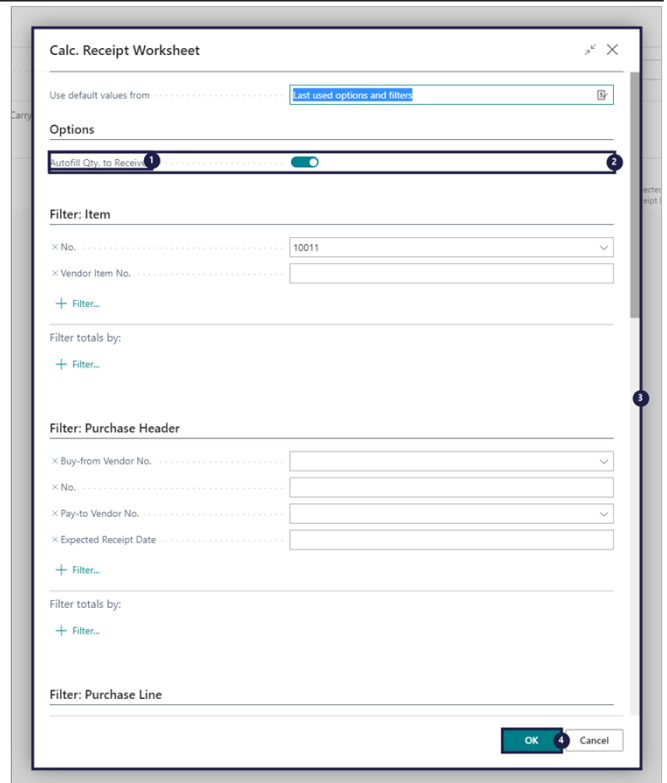 Calc. Receipt Worksheet
Use default values from Last used options and filters
Carry
Options
Autofill Qty. to Receive 1 2
Filter: Item
No. 10011
Vendor Item No.
Filter...
Filter totals by:
Filter...
3
Filter: Purchase Header
Buy-from Vendor No.
No.
Pay-to Vendor No.
Expected Receipt Date
Filter...
Filter totals by:
Filter...
Filter: Purchase Line
OK 4 Cancel